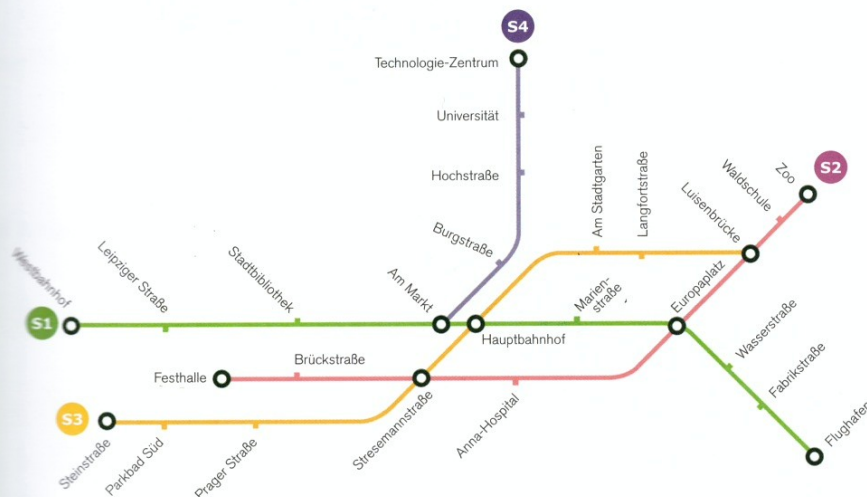 S4
Technologie-Zentrum
Universität
Hochstraße
Burgstraße
Am Stadtgarten
Langfortstraße
Luisenbrücke
Waldschule
Zoo
S2
Westbahnhof
Leipziger Straße
Stadtbibliothek
Am Markt
Marien-
straße
Europaplatz
S1
Hauptbahnhof
Wasserstraße
Fabrikstraße
Flughafen
Festhalle
Brückstraße
S3
Steinstraße
Parkbad Süd
Prager Straße
Stresemannstraße
Anna-Hospital